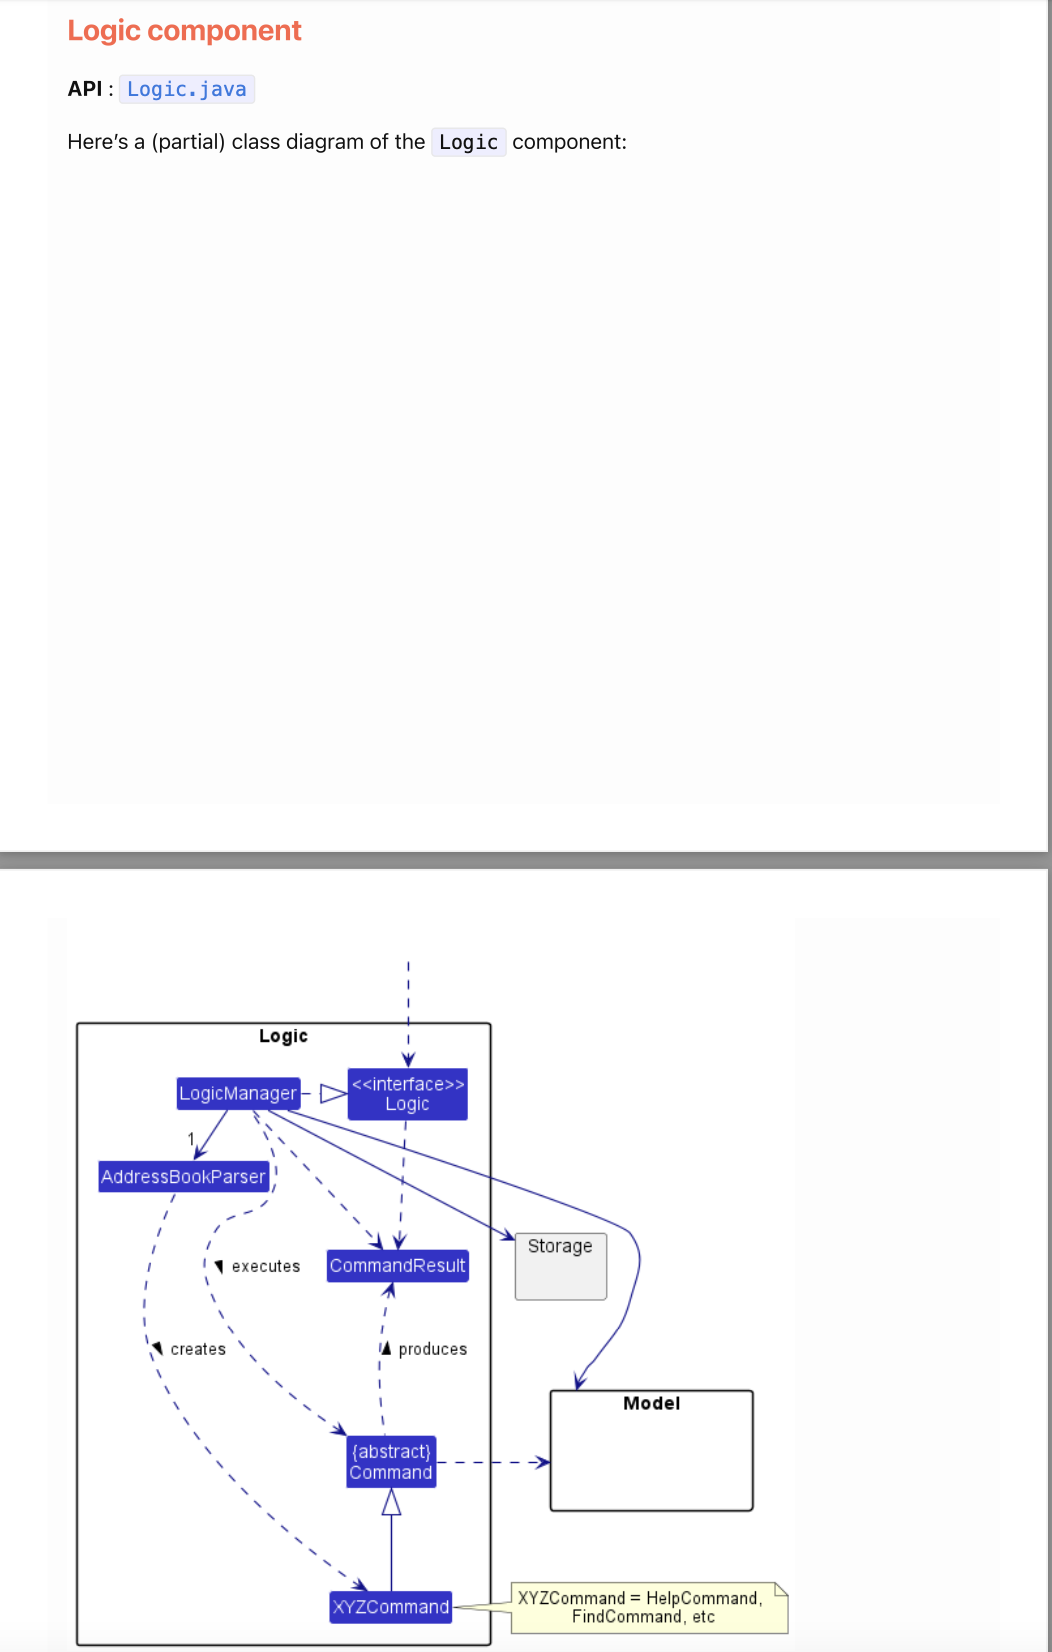 Logic component
API : Logic.java
Here’s a (partial) class diagram of the Logic component:
Logic
LogicManager
<<interface>>
Logic
1
AddressBookParser
Storage
executes
CommandResult
creates
produces
Model
{abstract}
Command
XYZCommand
XYZCommand = HelpCommand,
FindCommand, etc